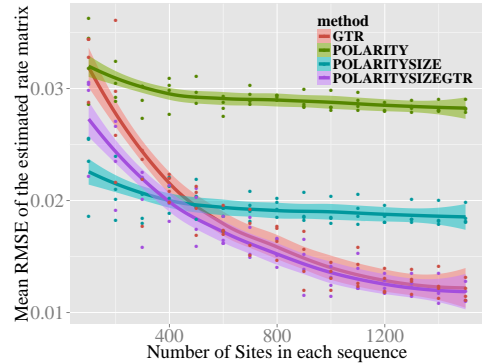 Mean RMSE of the estimated rate matrix
0.03
0.02
0.01
method
GTR
POLARITY
POLARITYSIZE
POLARITYSIZEGTR
400
800
1200
Number of Sites in each sequence